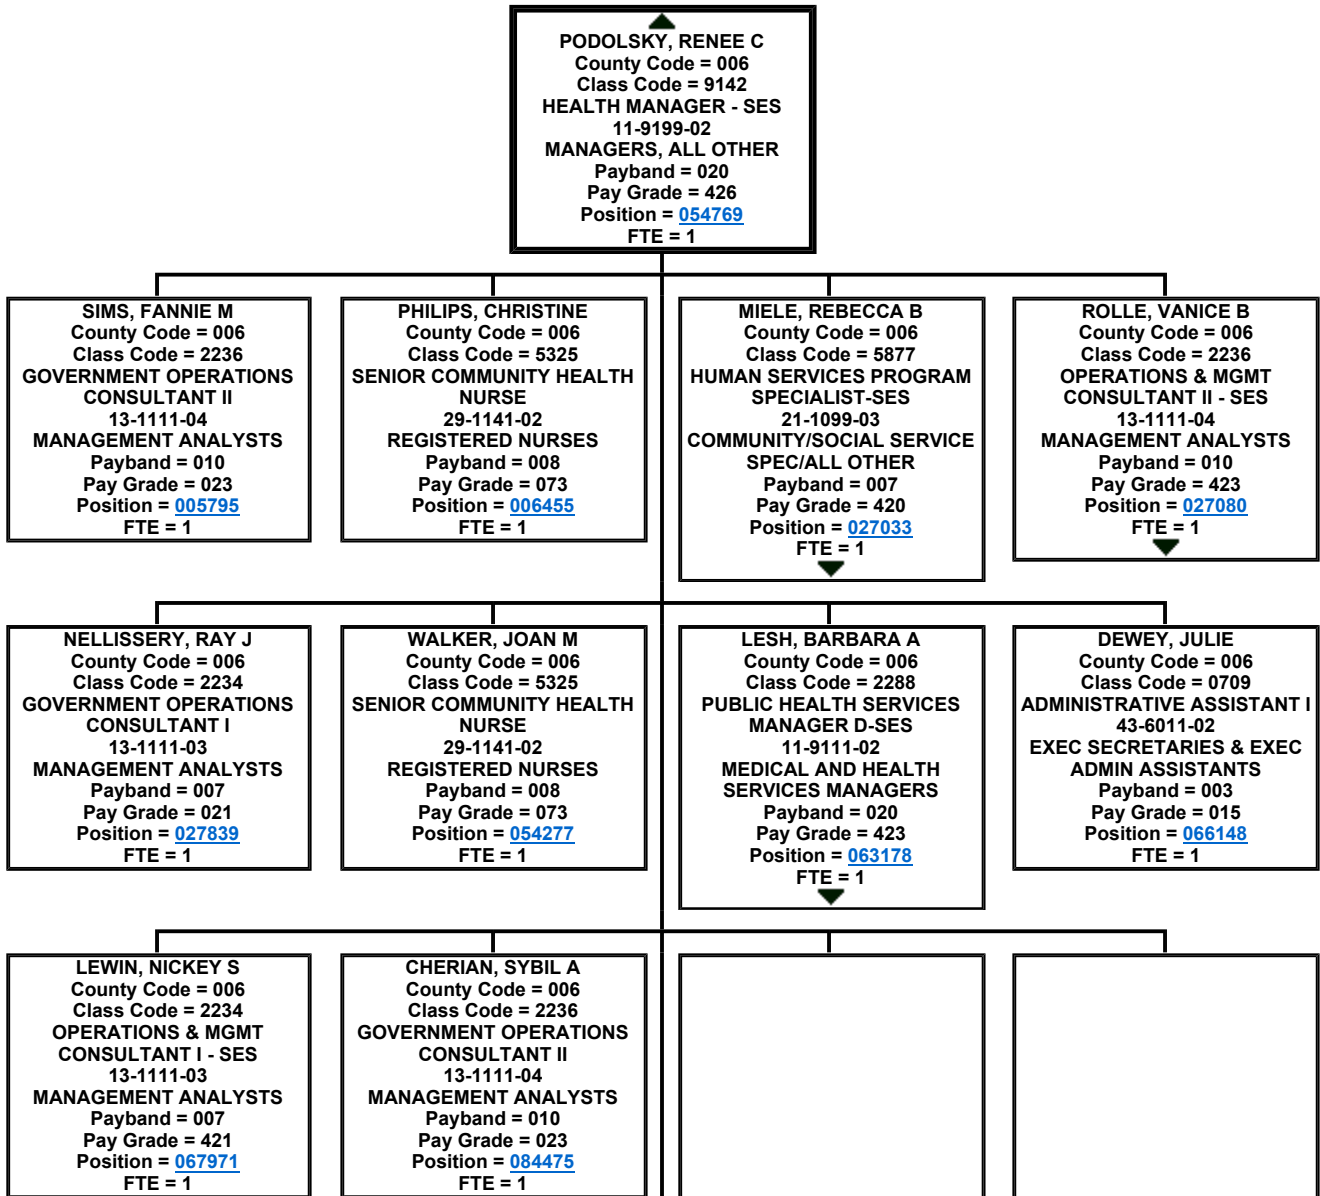 PODOLSKY, RENEE C
County Code = 006
Class Code = 9142
HEALTH MANAGER - SES
11-9199-02
MANAGERS, ALL OTHER
Payband = 020
Pay Grade = 426
Position = 054769
FTE = 1
SIMS, FANNIE M
County Code = 006
Class Code = 2236
GOVERNMENT OPERATIONS
CONSULTANT II
13-1111-04
MANAGEMENT ANALYSTS
Payband = 010
Pay Grade = 023
Position = 005795
FTE = 1
PHILIPS, CHRISTINE
County Code = 006
Class Code = 5325
SENIOR COMMUNITY HEALTH
NURSE
29-1141-02
REGISTERED NURSES
Payband = 008
Pay Grade = 073
Position = 006455
FTE = 1
MIELE, REBECCA B
County Code = 006
Class Code = 5877
HUMAN SERVICES PROGRAM
SPECIALIST-SES
21-1099-03
COMMUNITY/SOCIAL SERVICE
SPEC/ALL OTHER
Payband = 007
Pay Grade = 420
Position = 027033
FTE = 1
ROLLE, VANICE B
County Code = 006
Class Code = 2236
OPERATIONS & MGMT
CONSULTANT II - SES
13-1111-04
MANAGEMENT ANALYSTS
Payband = 010
Pay Grade = 423
Position = 027080
FTE = 1
NELLISSERY, RAY J
County Code = 006
Class Code = 2234
GOVERNMENT OPERATIONS
CONSULTANT I
13-1111-03
MANAGEMENT ANALYSTS
Payband = 007
Pay Grade = 021
Position = 027839
FTE = 1
WALKER, JOAN M
County Code = 006
Class Code = 5325
SENIOR COMMUNITY HEALTH
NURSE
29-1141-02
REGISTERED NURSES
Payband = 008
Pay Grade = 073
Position = 054277
FTE = 1
LESH, BARBARA A
County Code = 006
Class Code = 2288
PUBLIC HEALTH SERVICES
MANAGER D-SES
11-9111-02
MEDICAL AND HEALTH
SERVICES MANAGERS
Payband = 020
Pay Grade = 423
Position = 063178
FTE = 1
DEWEY, JULIE
County Code = 006
Class Code = 0709
ADMINISTRATIVE ASSISTANT I
43-6011-02
EXEC SECRETARIES & EXEC
ADMIN ASSISTANTS
Payband = 003
Pay Grade = 015
Position = 066148
FTE = 1
LEWIN, NICKEY S
County Code = 006
Class Code = 2234
OPERATIONS & MGMT
CONSULTANT I - SES
13-1111-03
MANAGEMENT ANALYSTS
Payband = 007
Pay Grade = 421
Position = 067971
FTE = 1
CHERIAN, SYBIL A
County Code = 006
Class Code = 2236
GOVERNMENT OPERATIONS
CONSULTANT II
13-1111-04
MANAGEMENT ANALYSTS
Payband = 010
Pay Grade = 023
Position = 084475
FTE = 1